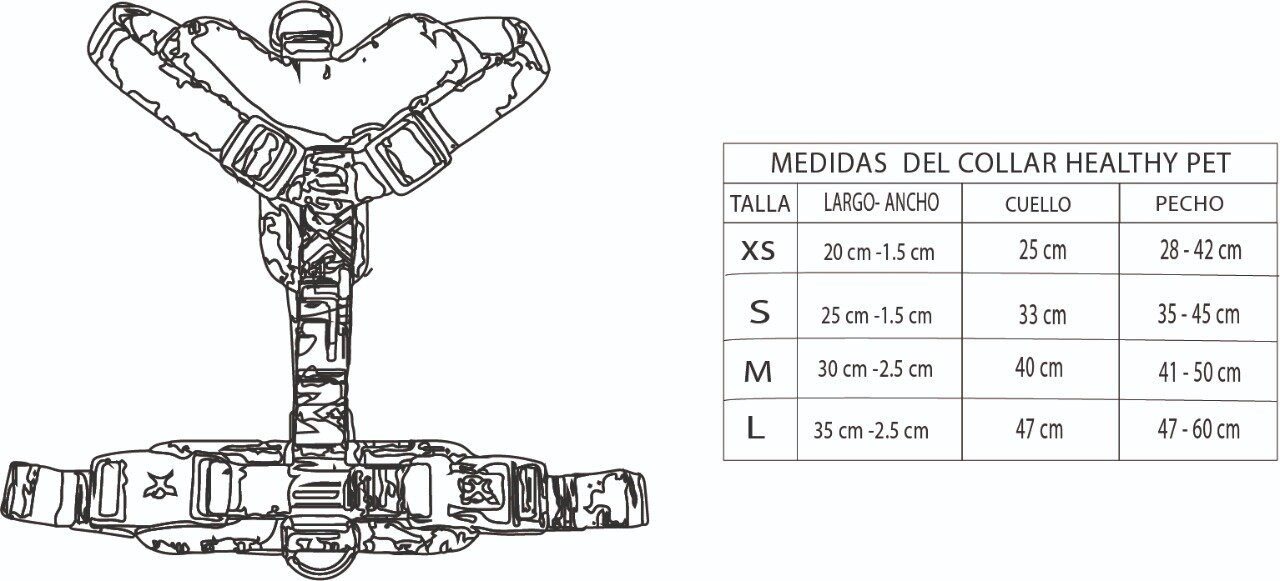 MEDIDAS DEL COLLAR HEALTHY PET
TALLA LARGO- ANCHO CUELLO PECHO
XS 20 cm -1.5 cm 25 cm 28 - 42 cm
S 25 cm -1.5 cm 33 cm 35 - 45 cm
M 30 cm -2.5 cm 40 cm 41 - 50 cm
L 35 cm -2.5 cm 47 cm 47 - 60 cm